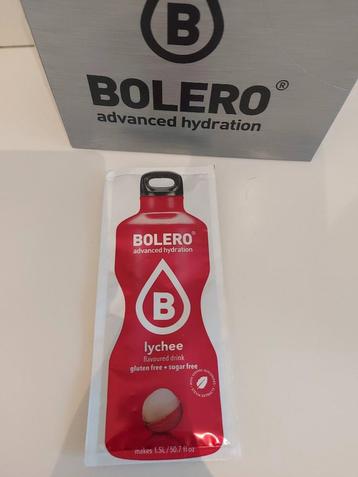 B
BOLERO®
advanced hydration
BOLERO®
advanced hydration
B
lychee
flavoured drink
gluten free • sugar free
makes 1.5L / 50.7 fl oz